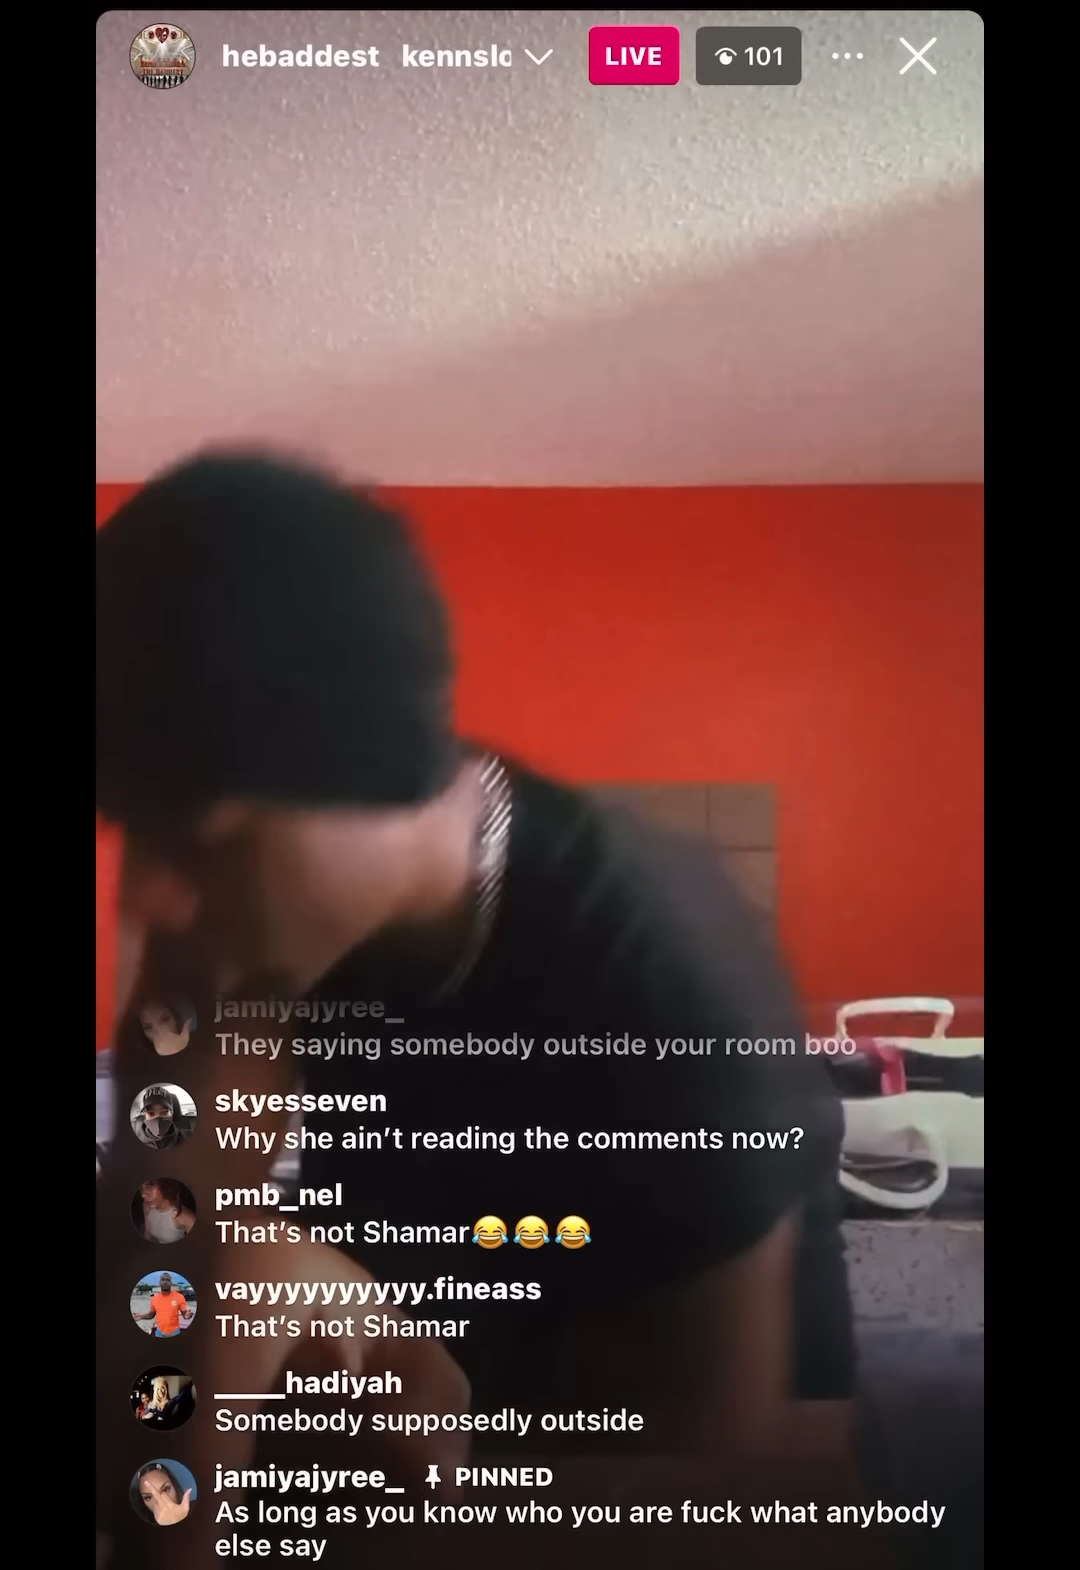 hebaddest kennslo
LIVE
101
jamiyajyree_
They saying somebody outside your room boo
skyesseven
Why she ain't reading the comments now?
pmb_nel
That's not Shamar😂😂😂
vayyyyyyyyyy.fineass
That's not Shamar
____hadiyah
Somebody supposedly outside
jamiyajyree_ PINNED
As long as you know who you are fuck what anybody
else say